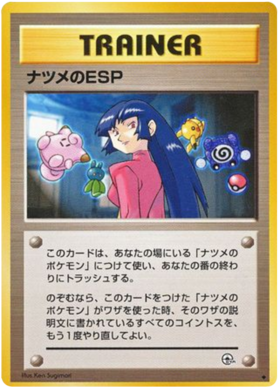 TRAINER
ナツメのESP
このカードは、あなたの場にいる「ナツメの
ポケモン」につけて使い、あなたの番の終わ
りにトラッシュする。
のぞむなら、このカードをつけた「ナツメの
ポケモン」がワザを使った時、そのワザの説
明文に書かれているすべてのコイントスを、
もう1度やり直してよい。
Illus. Ken Sugimori